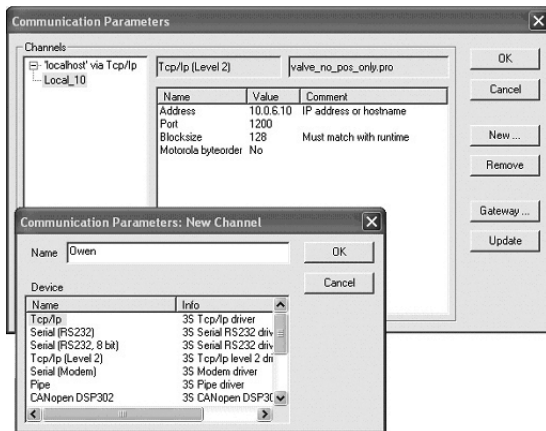 Communication Parameters
Channels
'localhost' via Tcp/Ip
Local_10
Tcp/Ip (Level 2)
valve_no_pos_only.pro
Name Value Comment
Address 10.0.6.10 IP address or hostname
Port 1200
Blocksize 128 Must match with runtime
Motorola byteorder No
OK
Cancel
New ...
Remove
Gateway ...
Update
Communication Parameters: New Channel
Name Owen
OK
Cancel
Device
Name Info
Tcp/Ip 3S Tcp/Ip driver
Serial (RS232) 3S Serial RS232 driv
Serial (RS232, 8 bit) 3S Serial RS232 driv
Tcp/Ip (Level 2) 3S Tcp/Ip level 2 dri
Serial (Modem) 3S Modem driver
Pipe 3S Pipe driver
CANopen DSP302 3S CANopen DSP30